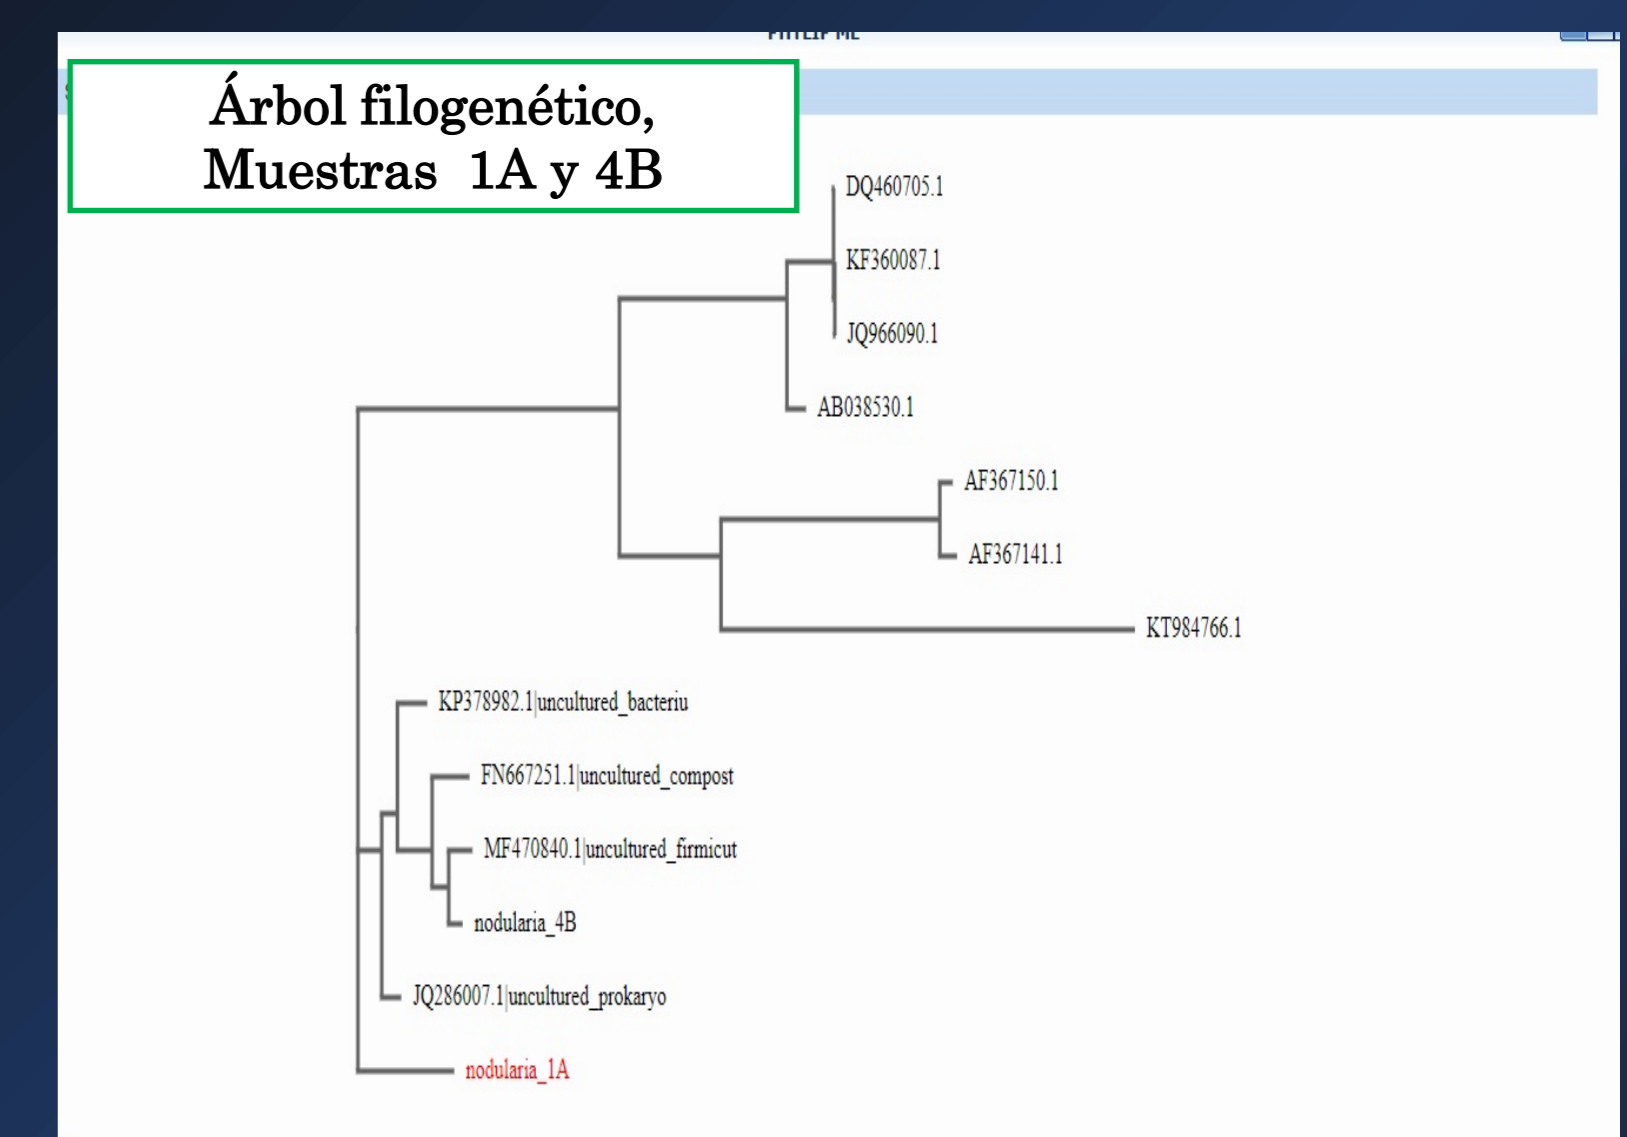 Árbol filogenético,
Muestras 1A y 4B
DQ460705.1
KF360087.1
JQ966090.1
AB038530.1
AF367150.1
AF367141.1
KT984766.1
KP378982.1|uncultured_bacteriu
FN667251.1|uncultured_compost
MF470840.1|uncultured_firmicut
nodularia_4B
JQ286007.1|uncultured_prokaryo
nodularia_1A